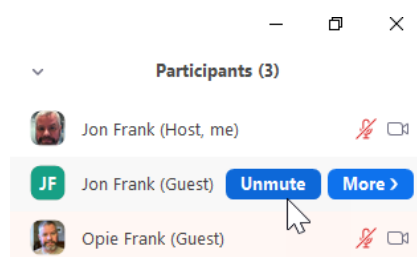 Participants (3)
Jon Frank (Host, me)
JF Jon Frank (Guest) Unmute More >
Opie Frank (Guest)